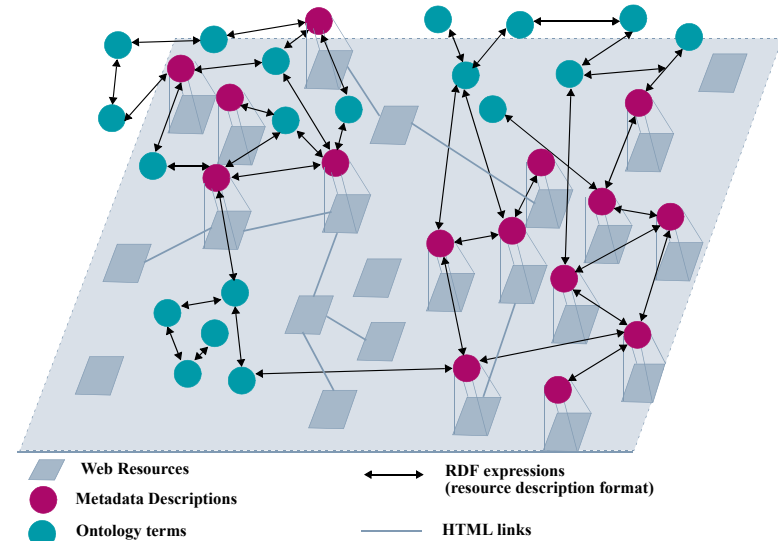 Web Resources
Metadata Descriptions
Ontology terms
RDF expressions
(resource description format)
HTML links